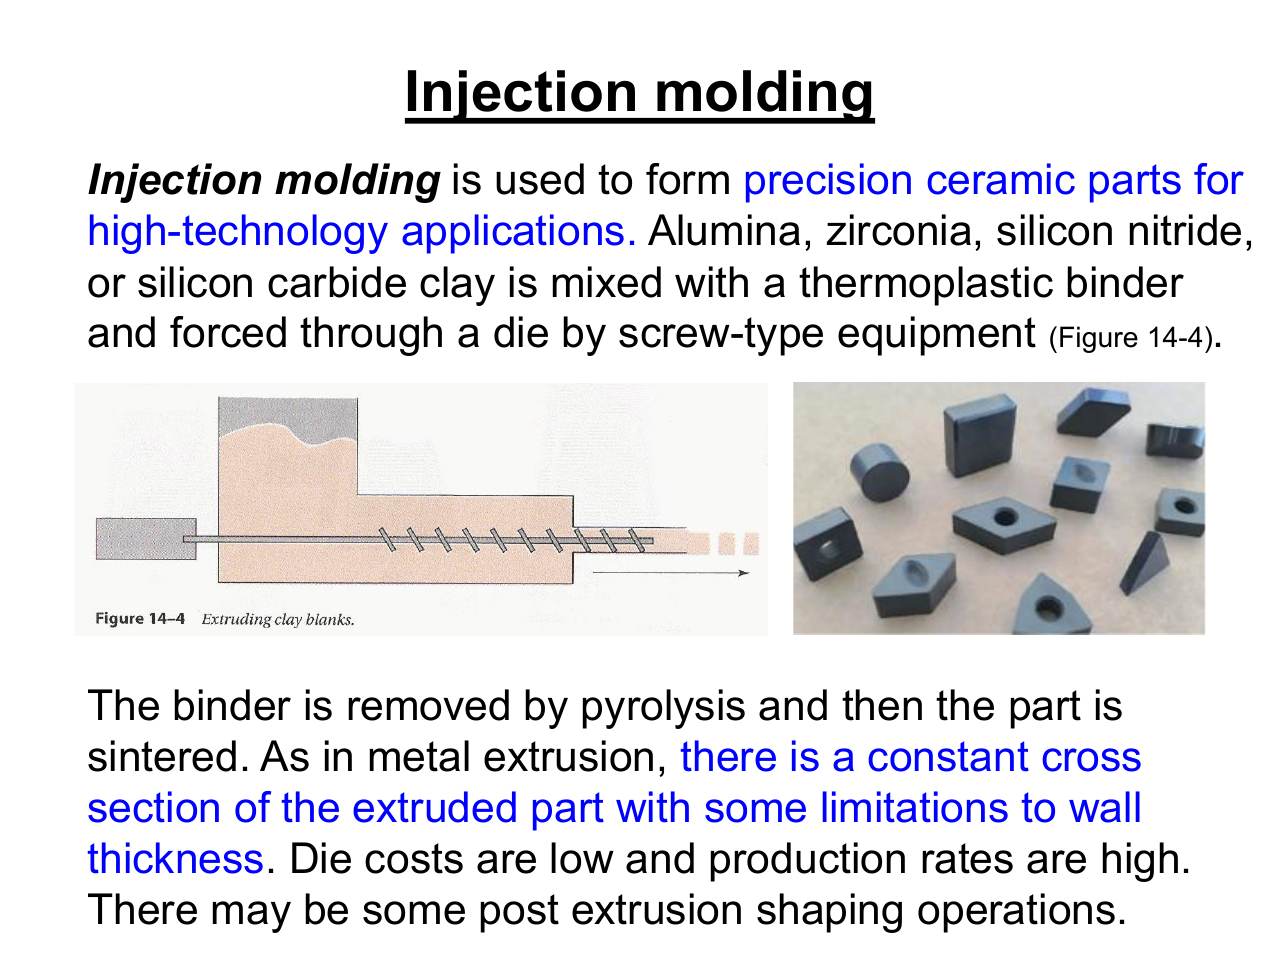 Injection molding
Injection molding is used to form precision ceramic parts for
high-technology applications. Alumina, zirconia, silicon nitride,
or silicon carbide clay is mixed with a thermoplastic binder
and forced through a die by screw-type equipment (Figure 14-4).
Figure 14–4 Extruding clay blanks.
The binder is removed by pyrolysis and then the part is
sintered. As in metal extrusion, there is a constant cross
section of the extruded part with some limitations to wall
thickness. Die costs are low and production rates are high.
There may be some post extrusion shaping operations.